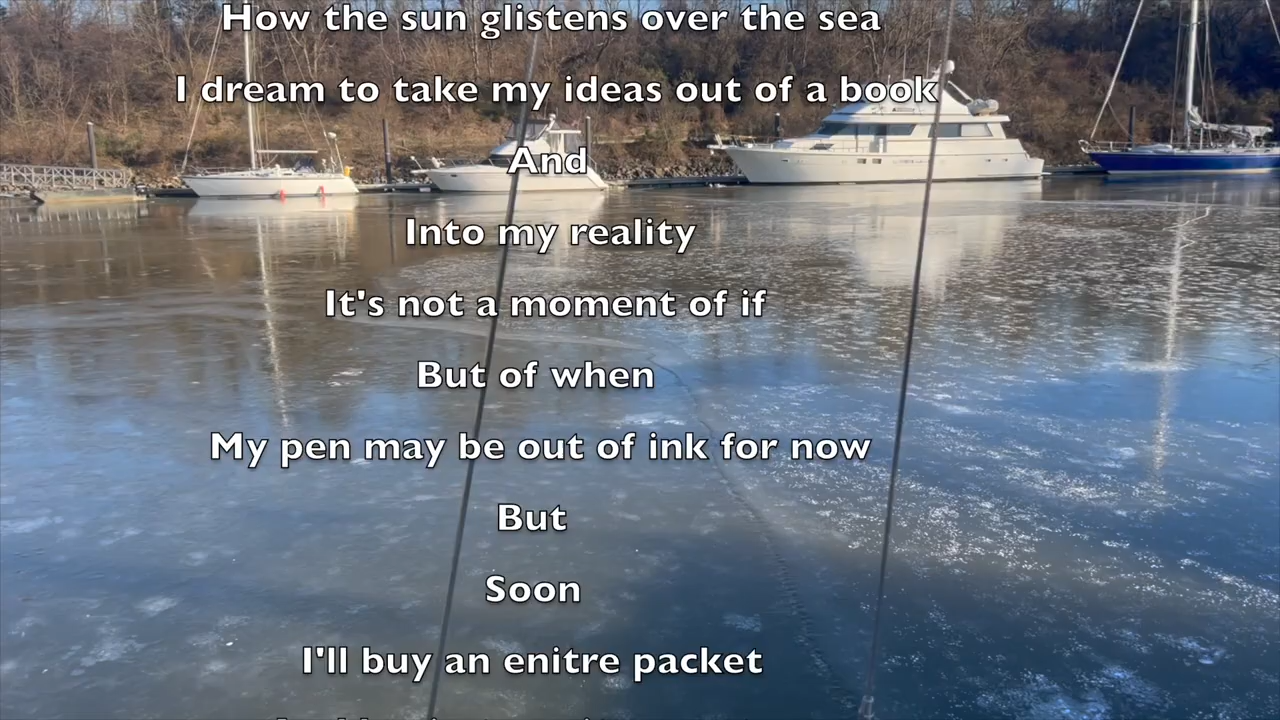 How the sun glistens over the sea
I dream to take my ideas out of a book
And
Into my reality
It's not a moment of if
But of when
My pen may be out of ink for now
But
Soon
I'll buy an enitre packet